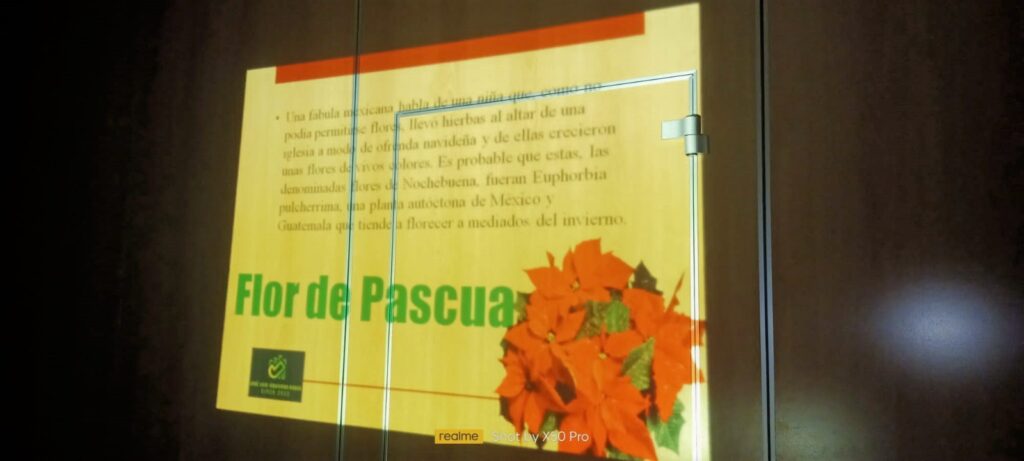 • Una fábula mexicana habla de una niña que, como no
podía permitirse flores, llevó hierbas al altar de una
iglesia a modo de ofrenda navideña y de ellas crecieron
unas flores de vivos colores. Es probable que estas, las
denominadas flores de Nochebuena, fueran Euphorbia
pulcherrima, una planta autóctona de México y
Guatemala que tiende a florecer a mediados del invierno.
Flor de Pascua
SINCE 2020
realme Shot by X50 Pro